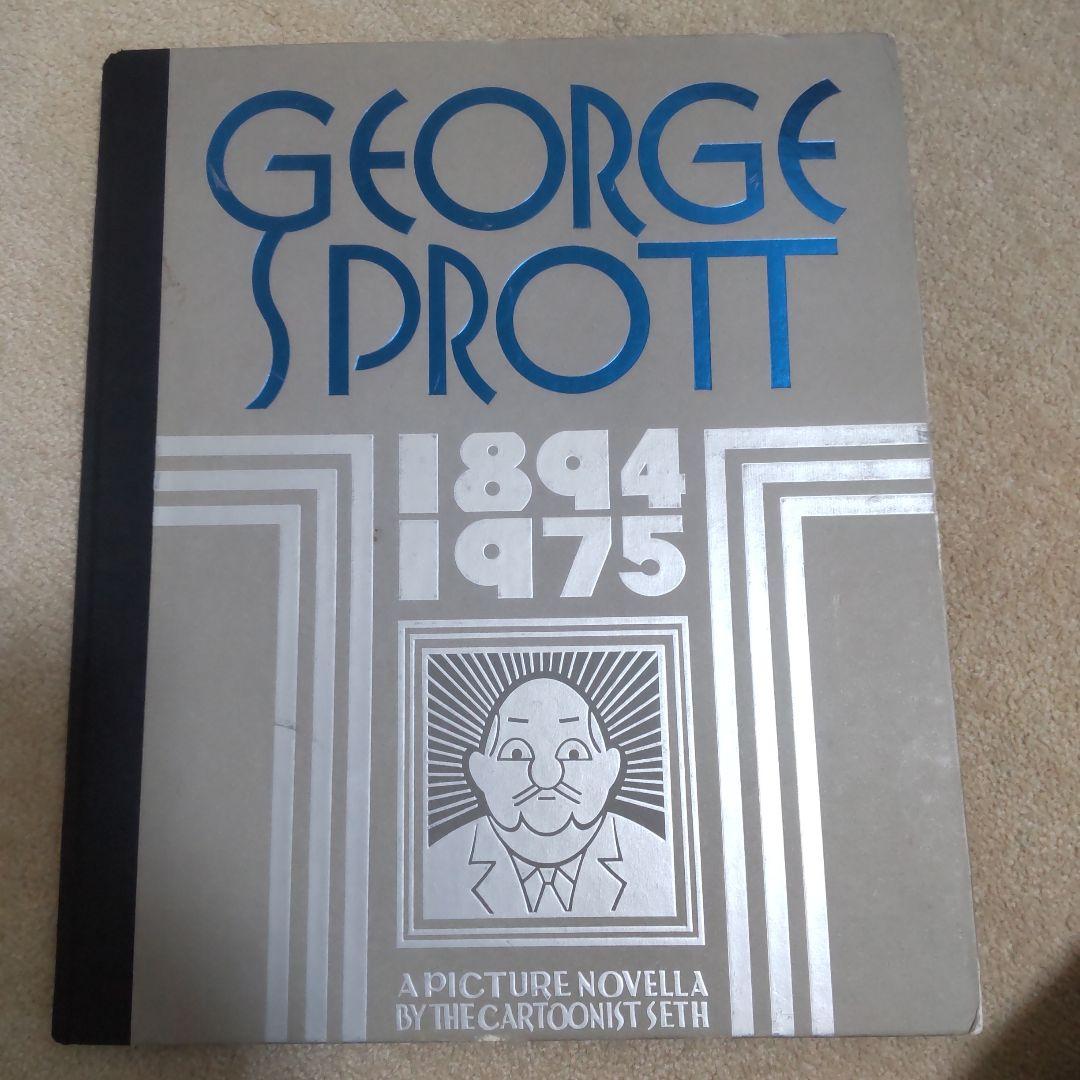 GEORGE
SPROTT
1894
1975
A PICTURE NOVELLA
BY THE CARTOONIST SETH